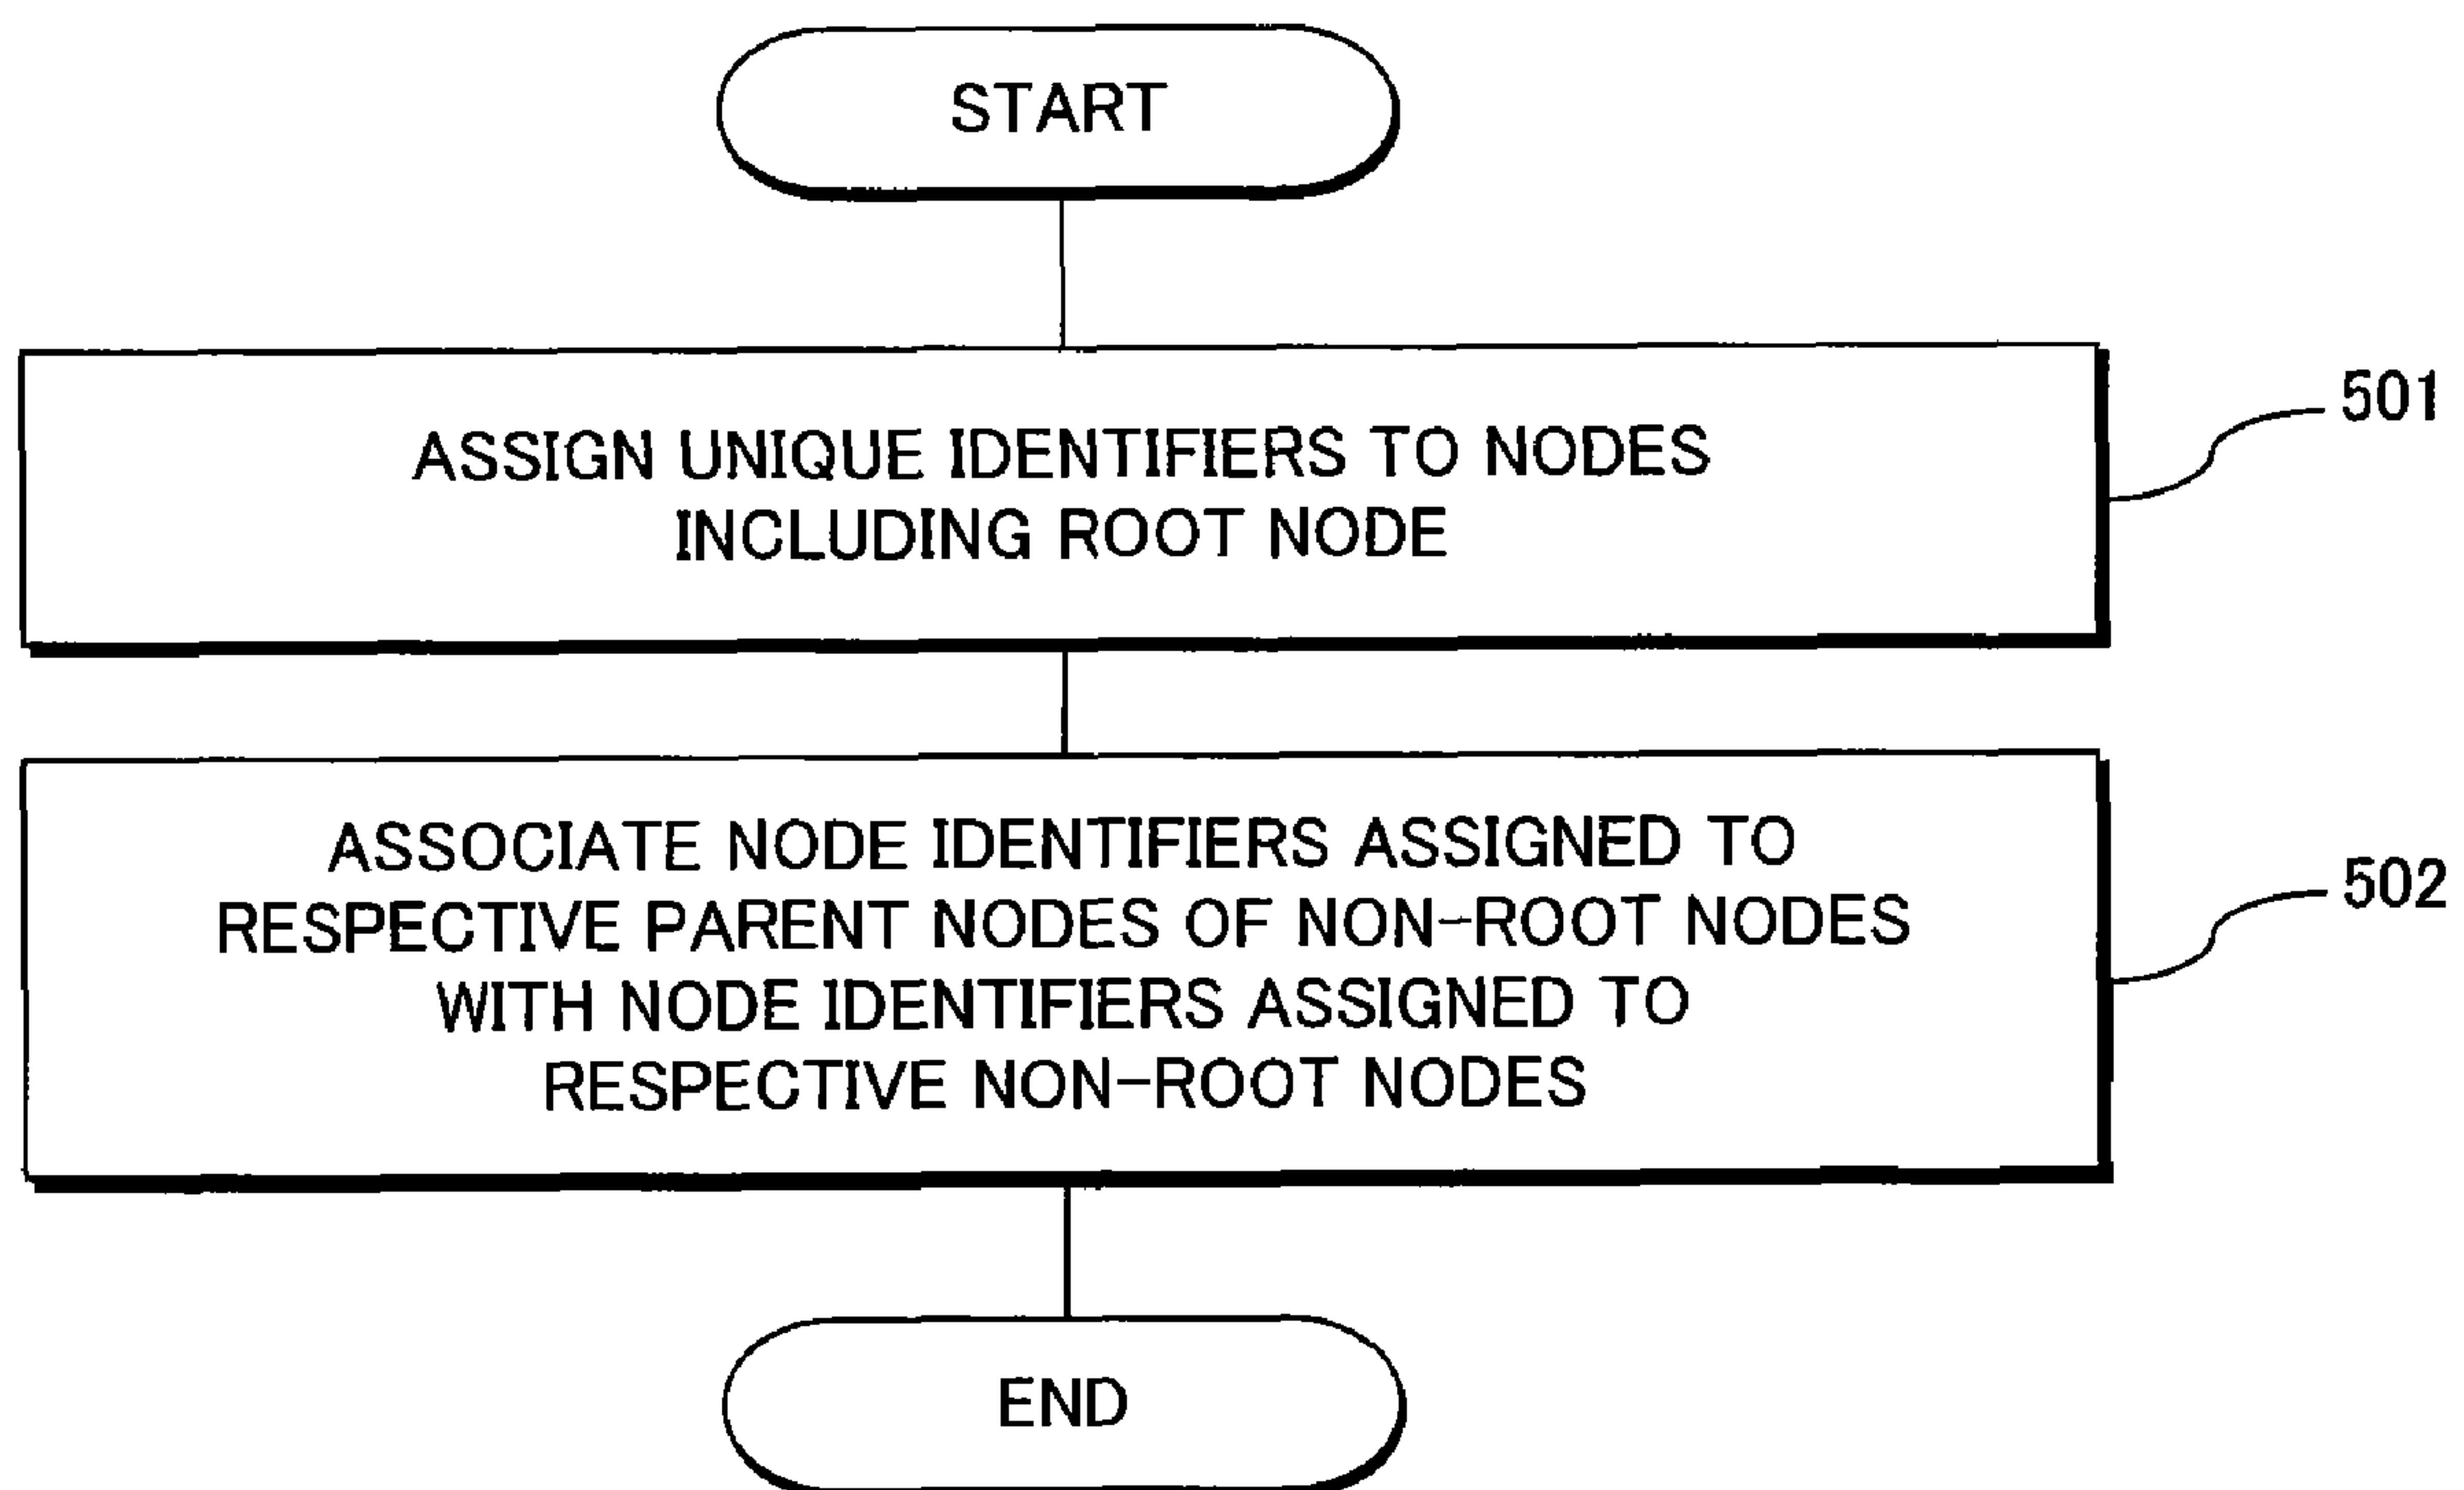 START
ASSIGN UNIQUE IDENTIFIERS TO NODES
INCLUDING ROOT NODE
501
ASSOCIATE NODE IDENTIFIERS ASSIGNED TO
RESPECTIVE PARENT NODES OF NON-ROOT NODES
WITH NODE IDENTIFIERS ASSIGNED TO
RESPECTIVE NON-ROOT NODES
502
END